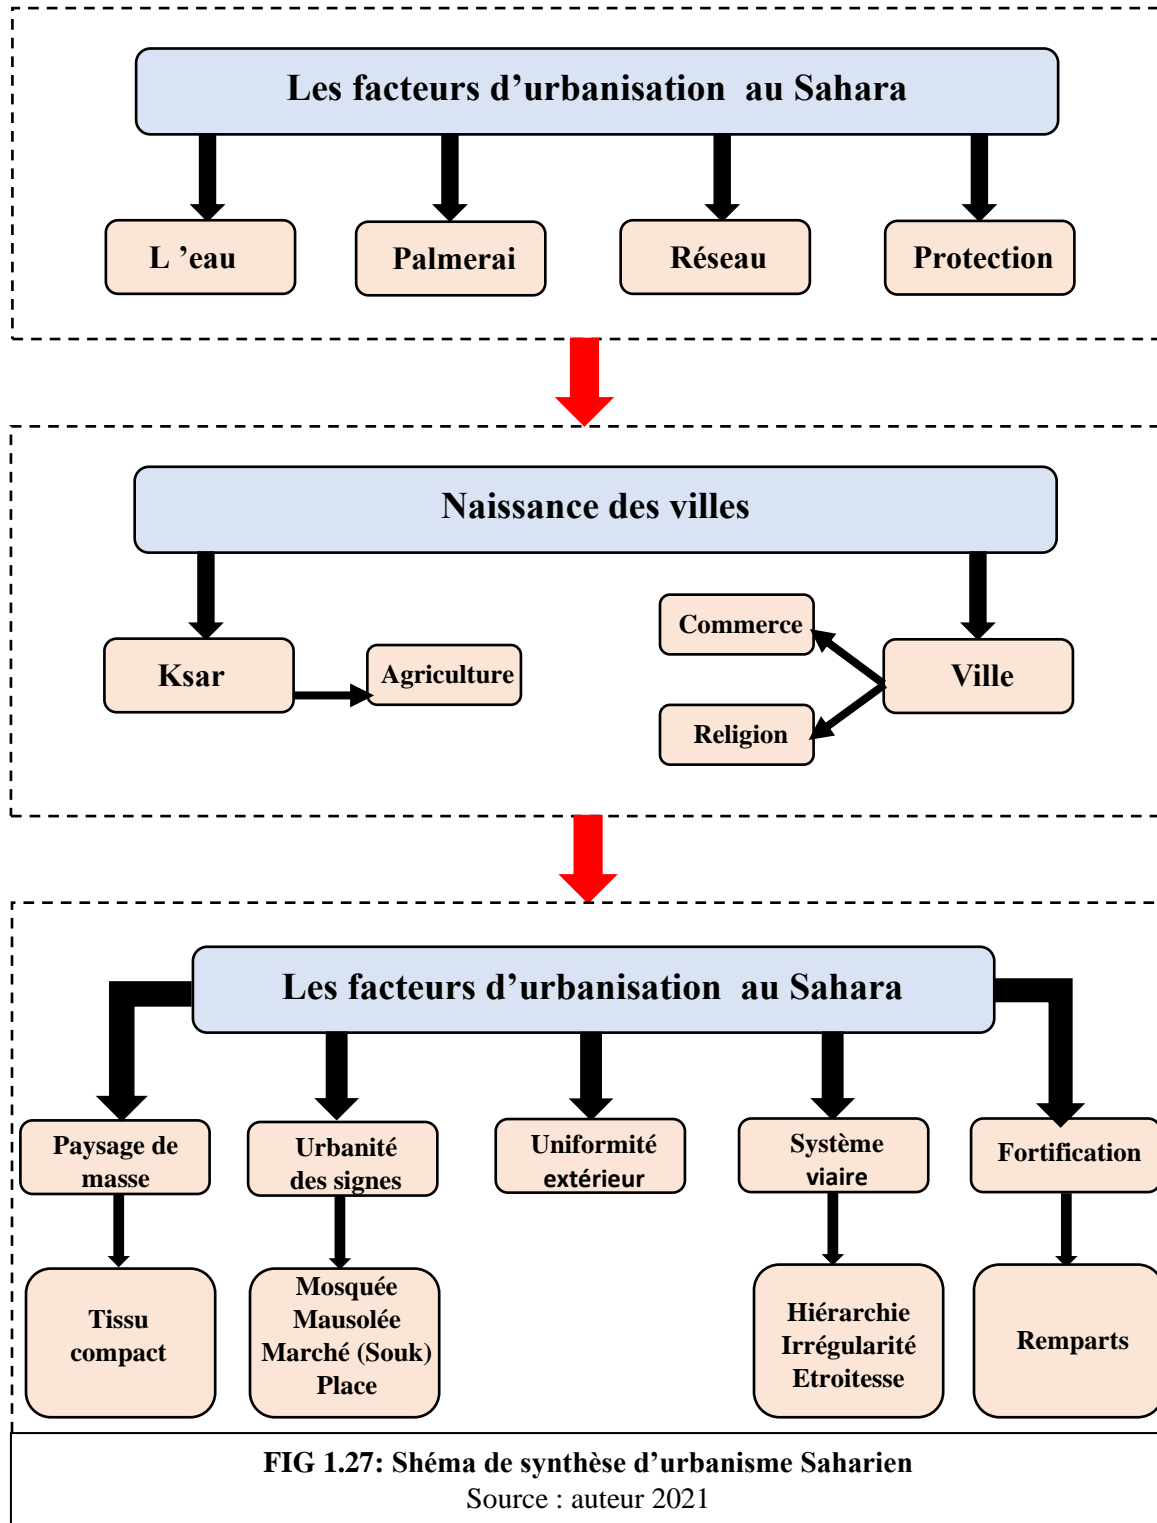 Les facteurs d’urbanisation au Sahara
L ’eau
Palmerai
Réseau
Protection
Naissance des villes
Ksar
Agriculture
Commerce
Religion
Ville
Les facteurs d’urbanisation au Sahara
Paysage de
masse
Urbanité
des signes
Uniformité
extérieur
Système
viaire
Fortification
Tissu
compact
Mosquée
Mausolée
Marché (Souk)
Place
Hiérarchie
Irrégularité
Etroitesse
Remparts
FIG 1.27: Shéma de synthèse d’urbanisme Saharien
Source : auteur 2021